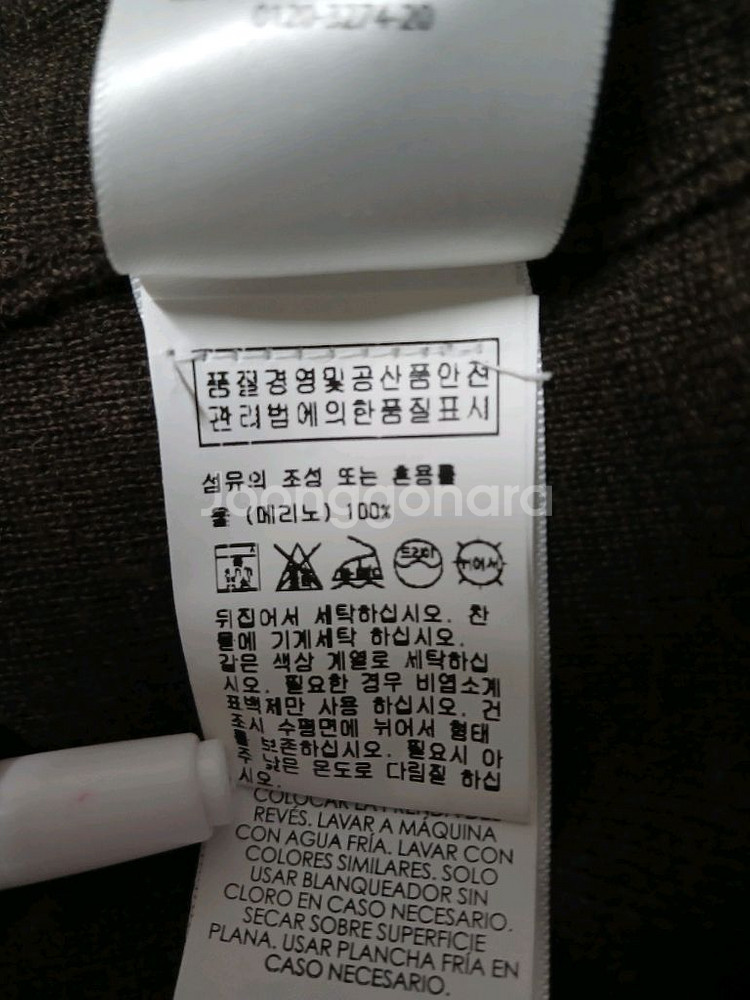 0120-3274-20
품질경영및공산품안전
관리법에의한품질표시
섬유의 조성 또는 혼용률
Joonggonara
울 (메리노) 100%
드라이
뉘어서
뒤집어서 세탁하십시오. 찬
물에 기계세탁 하십시오.
같은 색상 계열로 세탁하십
시오. 필요한 경우 비염소계
표백제만 사용 하십시오. 건
조시 수평면에 뉘어서 형태
를 보존하십시오. 필요시 아
주 낮은 온도로 다림질 하십
시오.
COLOCAR LA PRENDA DEL
REVÉS. LAVAR A MÁQUINA
CON AGUA FRÍA. LAVAR CON
COLORES SIMILARES. SOLO
USAR BLANQUEADOR SIN
CLORO EN CASO NECESARIO.
SECAR SOBRE SUPERFICIE
PLANA. USAR PLANCHA FRÍA EN
CASO NECESARIO.